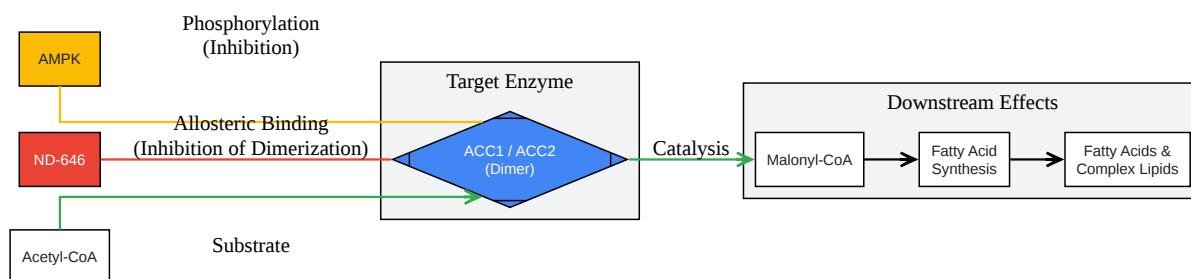 Phosphorylation
(Inhibition)
AMPK
Target Enzyme
Downstream Effects
Allosteric Binding
(Inhibition of Dimerization)
ND-646
ACC1 / ACC2
(Dimer)
Catalysis
Malonyl-CoA
Fatty Acid
Synthesis
Fatty Acids &
Complex Lipids
Substrate
Acetyl-CoA